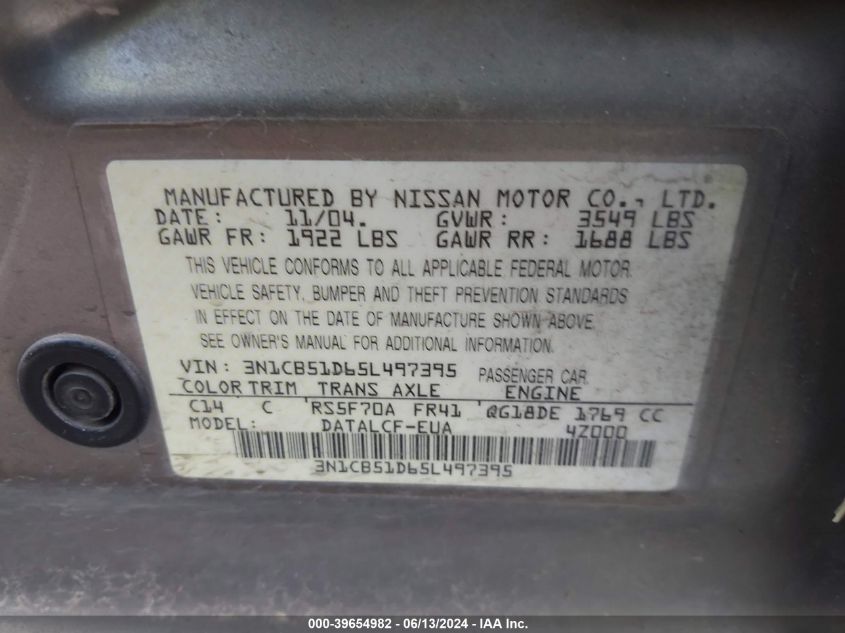 MANUFACTURED BY NISSAN MOTOR CO., LTD.
DATE: 11/04. GVWR: 3549 LBS
GAWR FR: 1922 LBS GAWR RR: 1688 LBS
THIS VEHICLE CONFORMS TO ALL APPLICABLE FEDERAL MOTOR
VEHICLE SAFETY, BUMPER AND THEFT PREVENTION STANDARDS
IN EFFECT ON THE DATE OF MANUFACTURE SHOWN ABOVE.
SEE OWNER'S MANUAL FOR ADDITIONAL INFORMATION.
VIN: 3N1CB51D65L497395 PASSENGER CAR
COLOR TRIM TRANS AXLE ENGINE
C14 C RS5F70A FR41 QG18DE 1769 CC
MODEL: DATALCF-EUA 4Z000
3N1CB51D65L497395
000-39654982 - 06/13/2024 - IAA Inc.